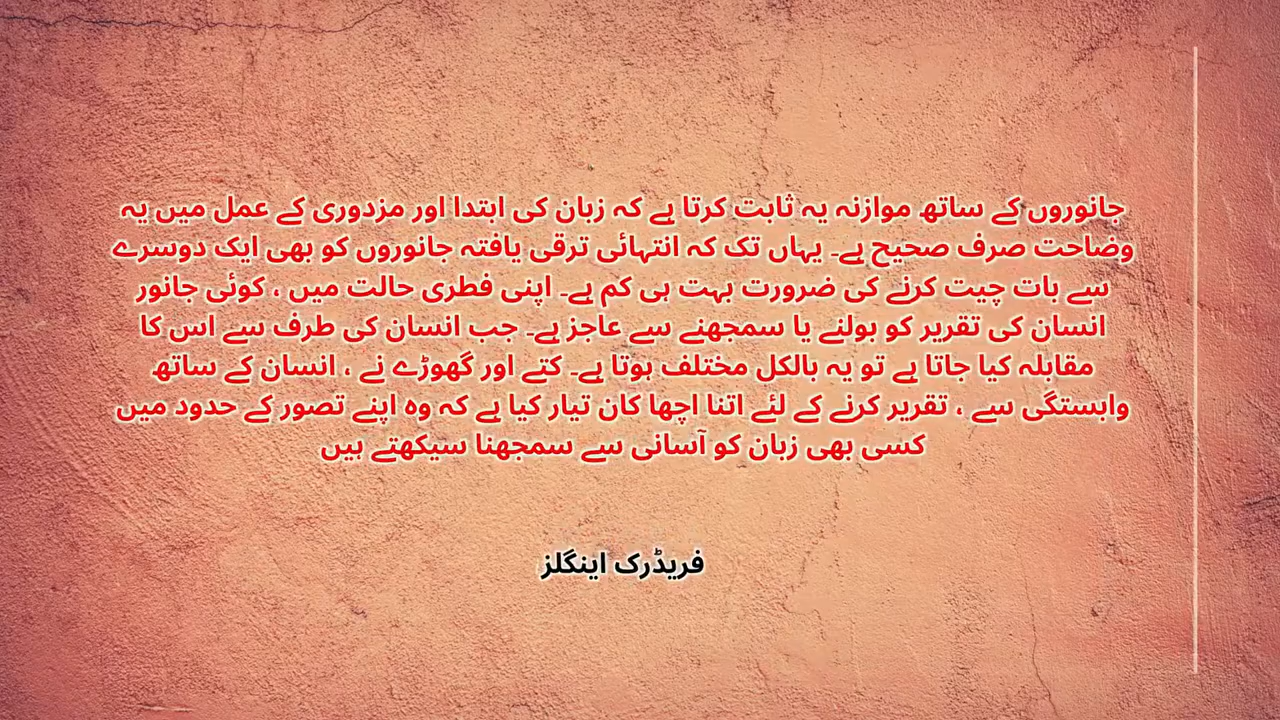 جانوروں کے ساتھ موازنہ یہ ثابت کرتا ہے کہ زبان کی ابتدا اور مزدوری کے عمل میں یہ
وضاحت صرف صحیح ہے۔ یہاں تک کہ انتہائی ترقی یافتہ جانوروں کو بھی ایک دوسرے
سے بات چیت کرنے کی ضرورت بہت ہی کم ہے۔ اپنی فطری حالت میں ، کوئی جانور
انسان کی تقریر کو بولنے یا سمجھنے سے عاجز ہے۔ جب انسان کی طرف سے اس کا
مقابلہ کیا جاتا ہے تو یہ بالکل مختلف ہوتا ہے۔ کتے اور گھوڑے نے ، انسان کے ساتھ
وابستگی سے ، تقریر کرنے کے لئے اتنا اچھا کان تیار کیا ہے کہ وہ اپنے تصور کے حدود میں
کسی بھی زبان کو آسانی سے سمجھنا سیکھتے ہیں
فریڈرک اینگلز